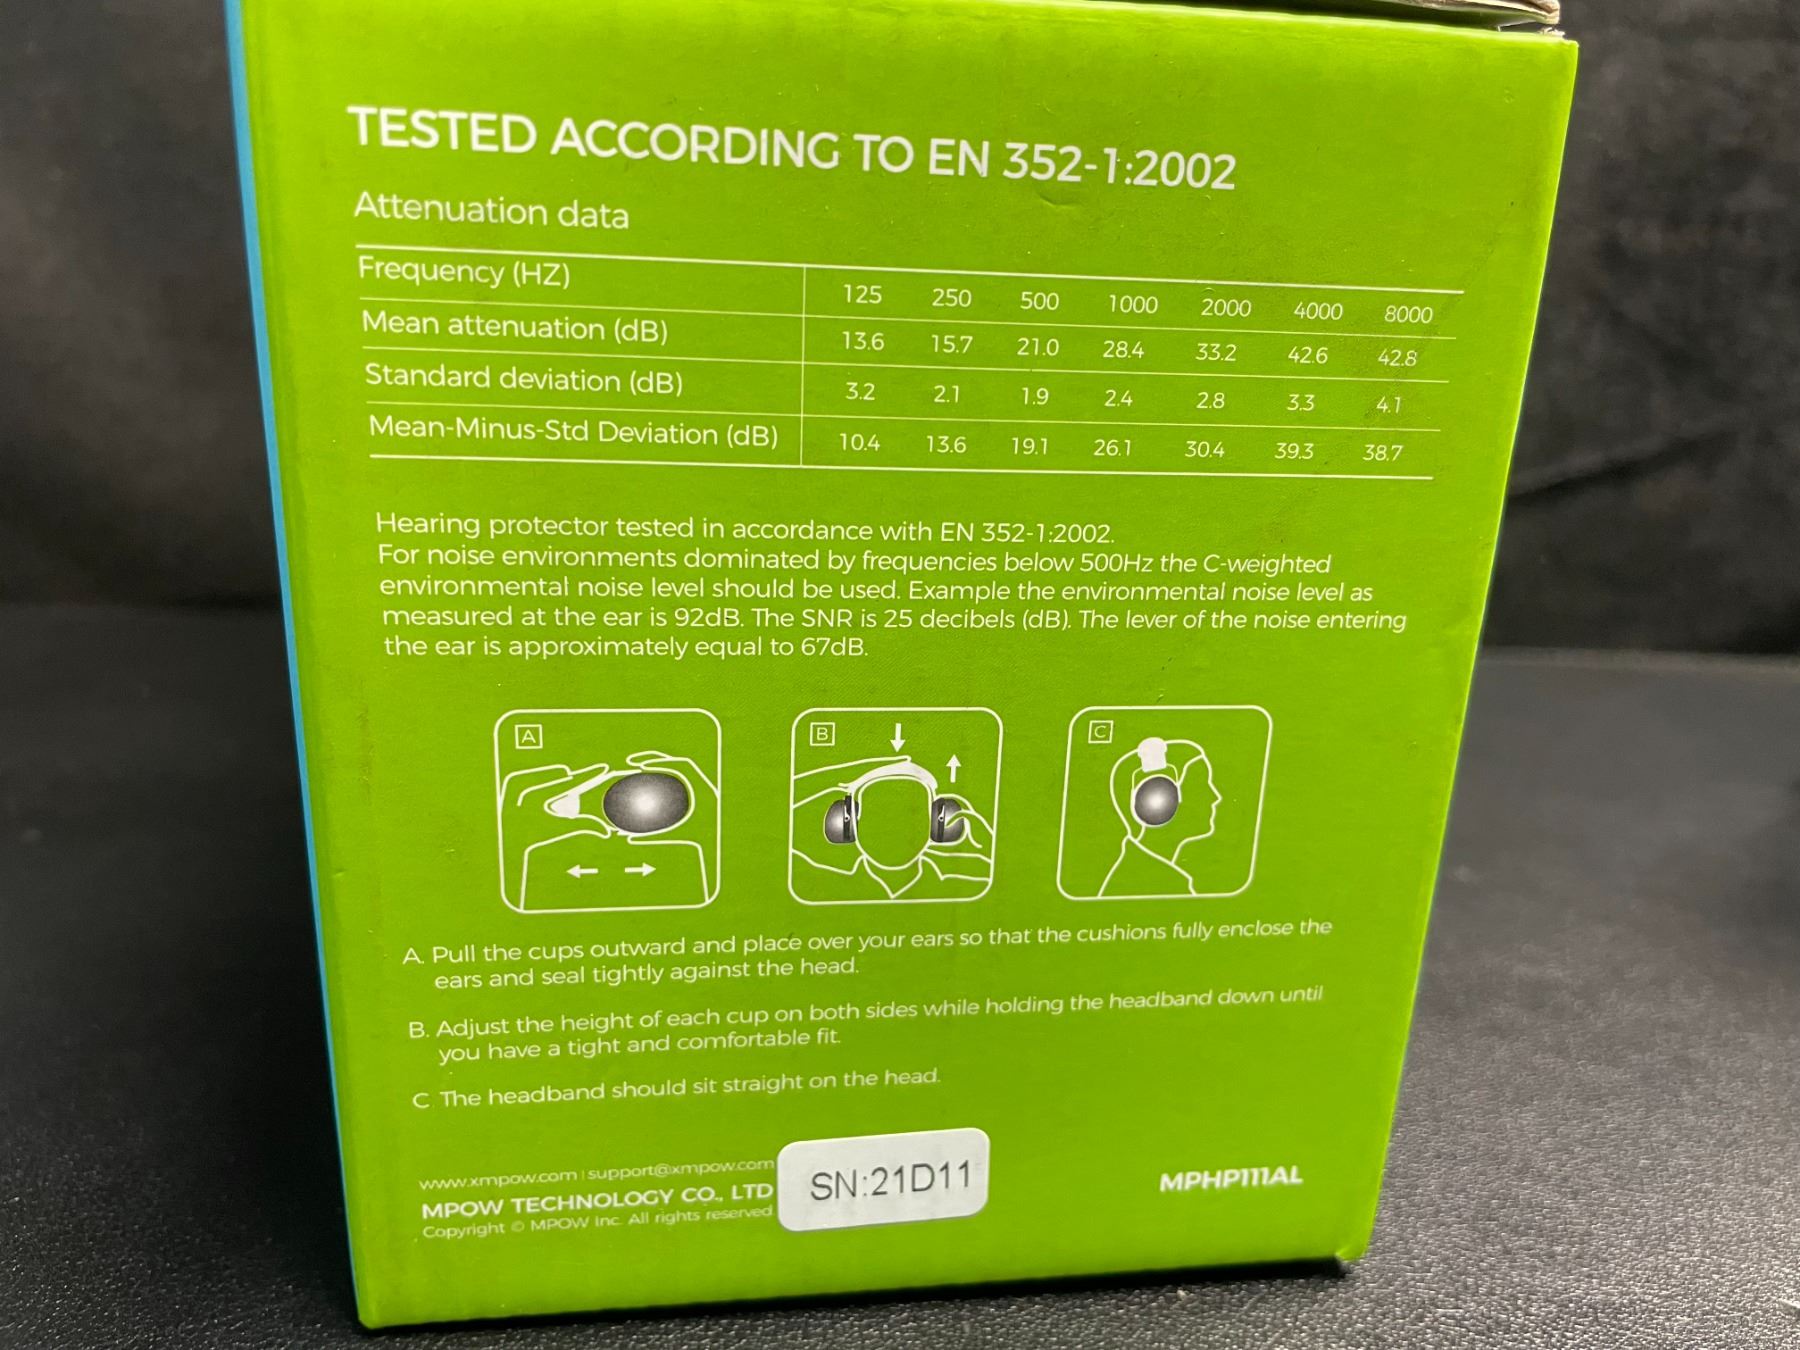 TESTED ACCORDING TO EN 352-1:2002
Attenuation data
Frequency (HZ) 125 250 500 1000 2000 4000 8000
Mean attenuation (dB) 13.6 15.7 21.0 28.4 33.2 42.6 42.8
Standard deviation (dB) 3.2 2.1 1.9 2.4 2.8 3.3 4.1
Mean-Minus-Std Deviation (dB) 10.4 13.6 19.1 26.1 30.4 39.3 38.7
Hearing protector tested in accordance with EN 352-1:2002.
For noise environments dominated by frequencies below 500Hz the C-weighted
environmental noise level should be used. Example the environmental noise level as
measured at the ear is 92dB. The SNR is 25 decibels (dB). The lever of the noise entering
the ear is approximately equal to 67dB.
A B C
A. Pull the cups outward and place over your ears so that the cushions fully enclose the
ears and seal tightly against the head.
B. Adjust the height of each cup on both sides while holding the headband down until
you have a tight and comfortable fit.
C The headband should sit straight on the head.
www.xmpow.com | support@xmpow.com
MPOW TECHNOLOGY CO., LTD
Copyright © MPOW Inc. All rights reserved
SN:21D11
MPHP111AL